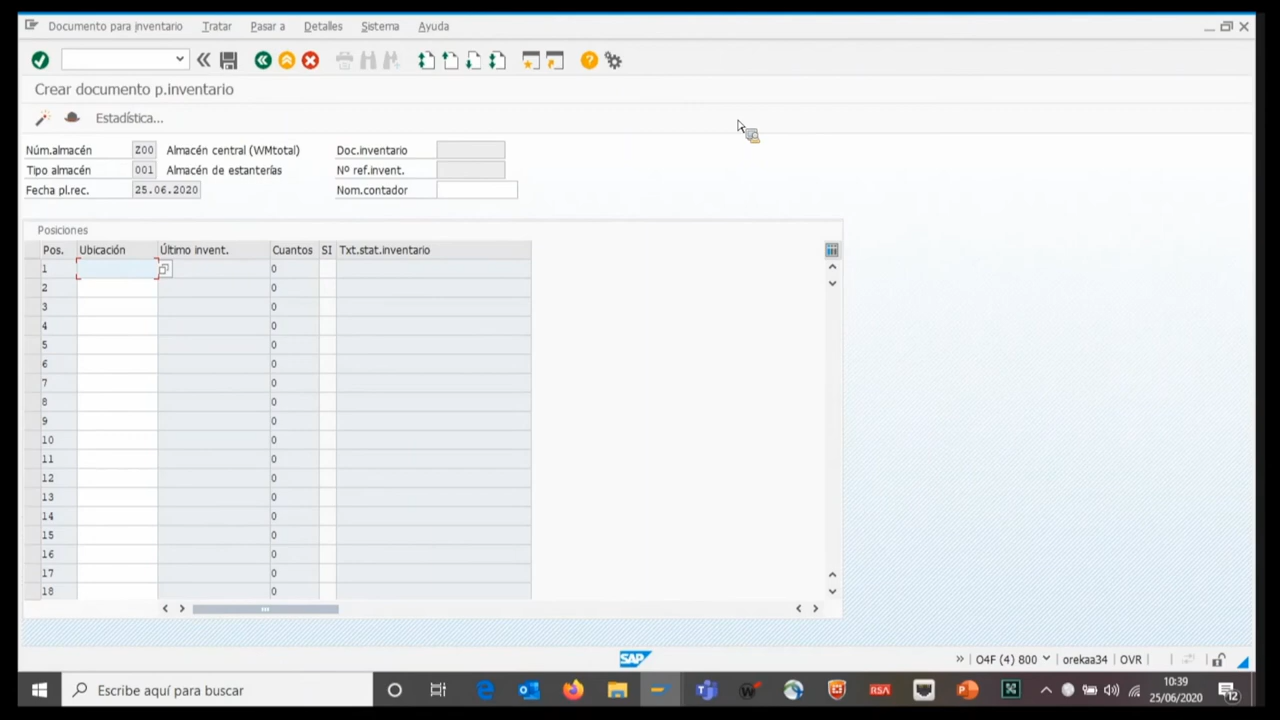 Documento para inventario Tratar Pasar a Detalles Sistema Ayuda
Crear documento p.inventario
Estadística...
Núm.almacén Z00 Almacén central (WMtotal) Doc.inventario
Tipo almacén 001 Almacén de estanterías Nº ref.invent.
Fecha pl.rec. 25.06.2020 Nom.contador
Posiciones
Pos. Ubicación Último invent. Cuantos SI Txt.stat.inventario
1 0
2 0
3 0
4 0
5 0
6 0
7 0
8 0
9 0
10 0
11 0
12 0
13 0
14 0
15 0
16 0
17 0
18 0
SAP
O4F (4) 800 orekaa34 OVR
Escribe aquí para buscar
RSA
10:39
25/06/2020
12